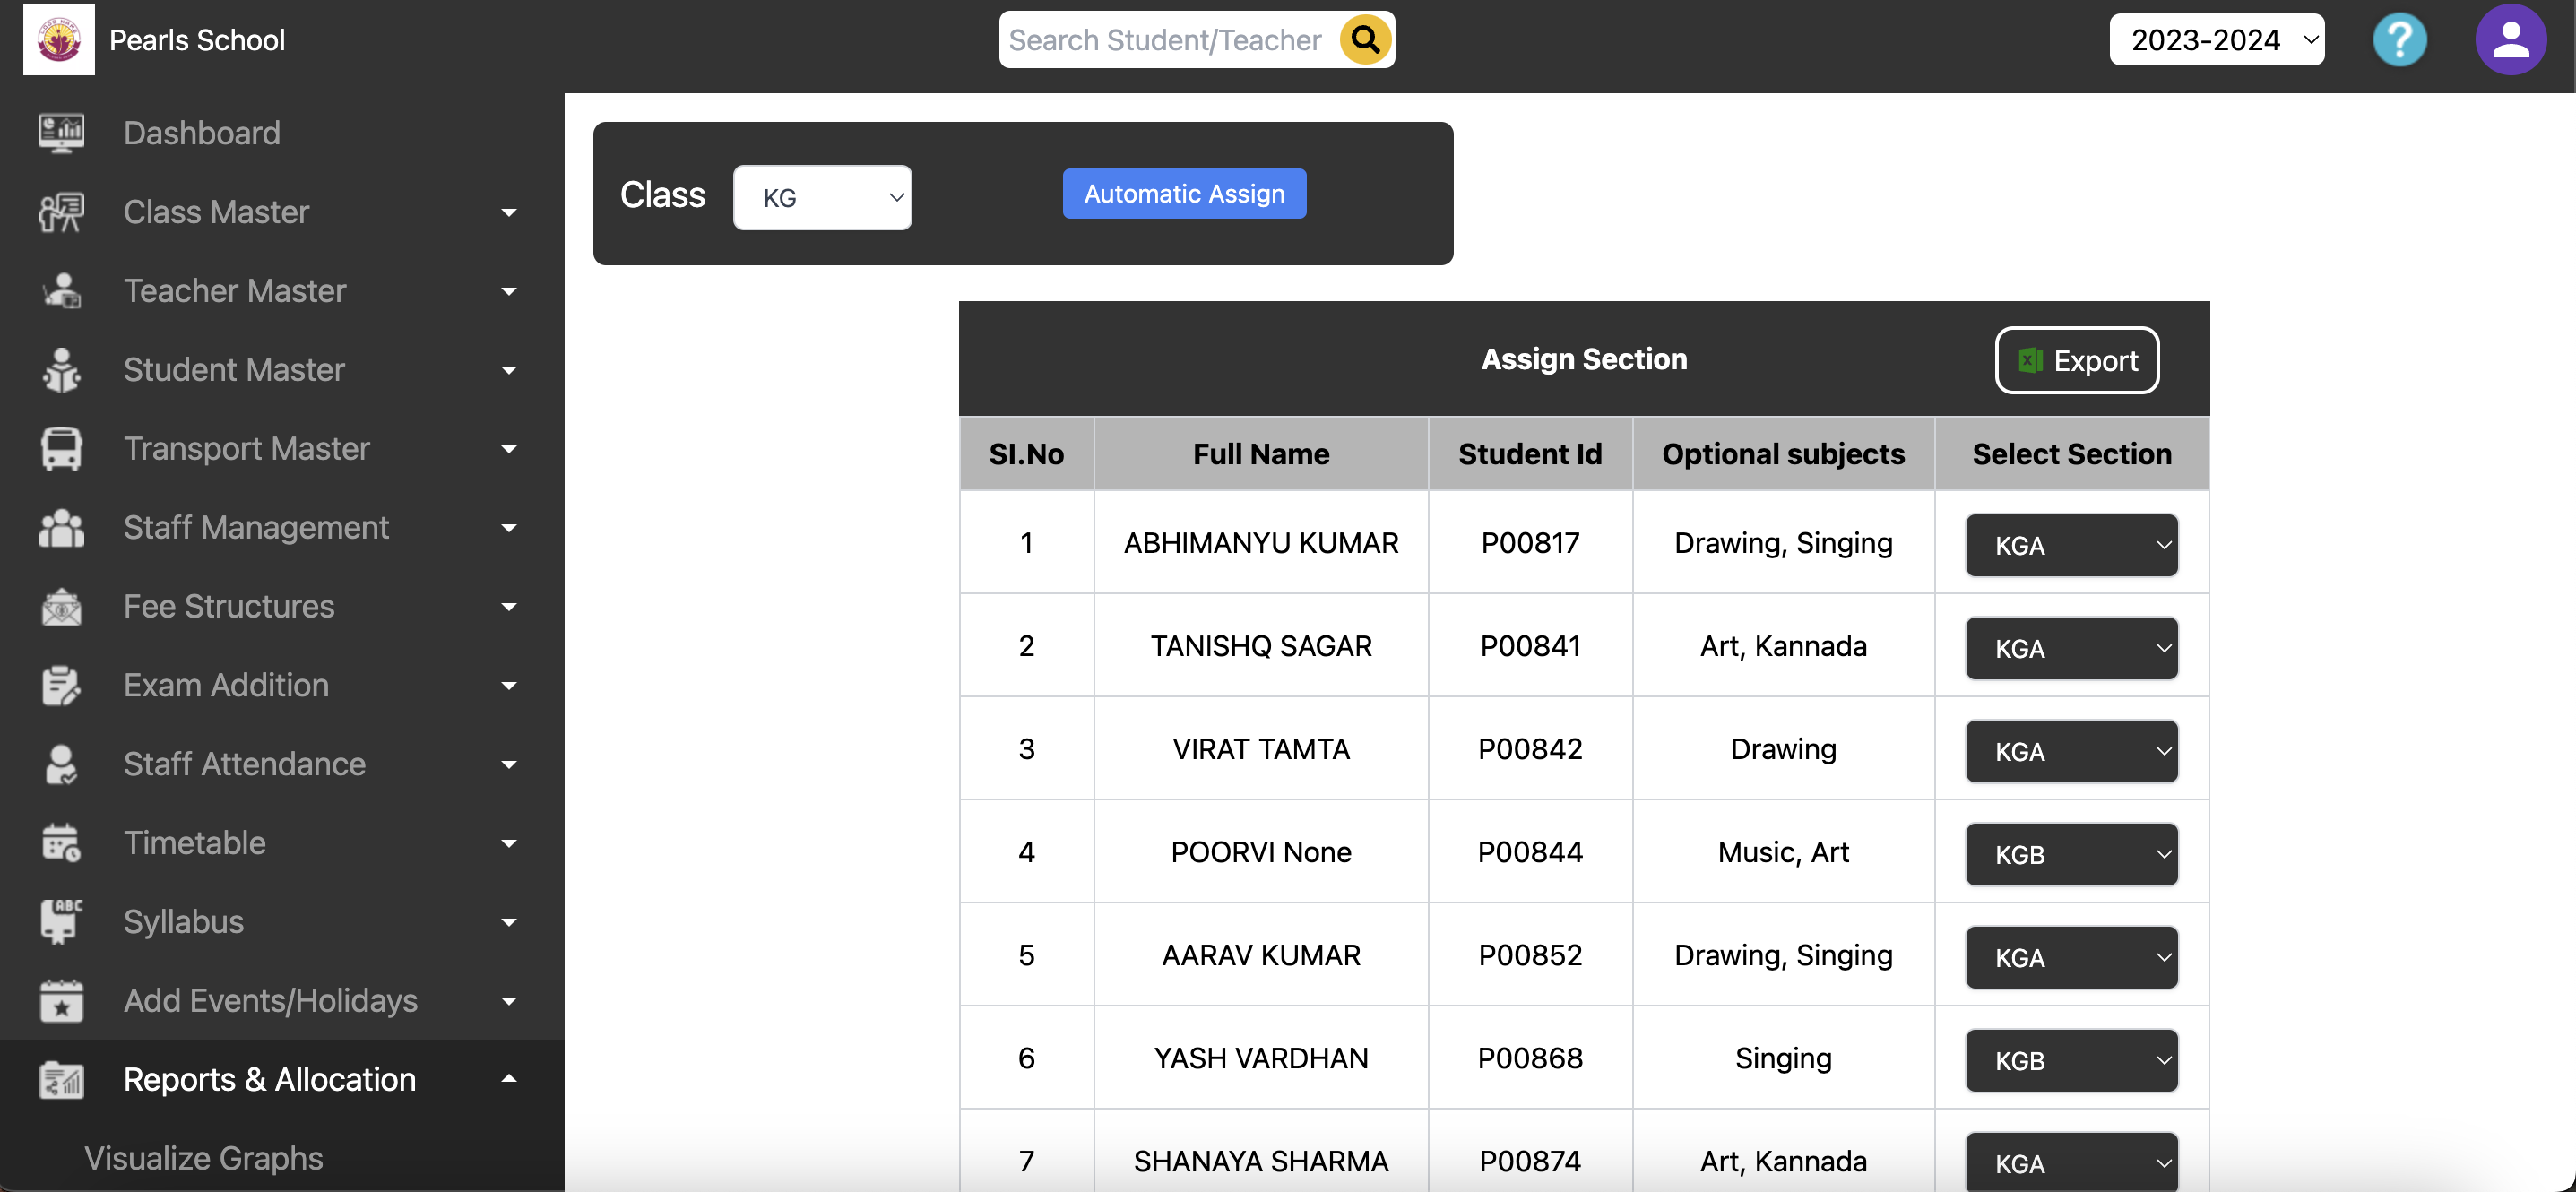 Pearls School
Search Student/Teacher
2023-2024
?
Dashboard
Class Master
Teacher Master
Student Master
Transport Master
Staff Management
Fee Structures
Exam Addition
Staff Attendance
Timetable
ABC
Syllabus
Add Events/Holidays
Reports & Allocation
Visualize Graphs
Class KG Automatic Assign
Assign Section Export
SI.No Full Name Student Id Optional subjects Select Section
1 ABHIMANYU KUMAR P00817 Drawing, Singing KGA
2 TANISHQ SAGAR P00841 Art, Kannada KGA
3 VIRAT TAMTA P00842 Drawing KGA
4 POORVI None P00844 Music, Art KGB
5 AARAV KUMAR P00852 Drawing, Singing KGA
6 YASH VARDHAN P00868 Singing KGB
7 SHANAYA SHARMA P00874 Art, Kannada KGA